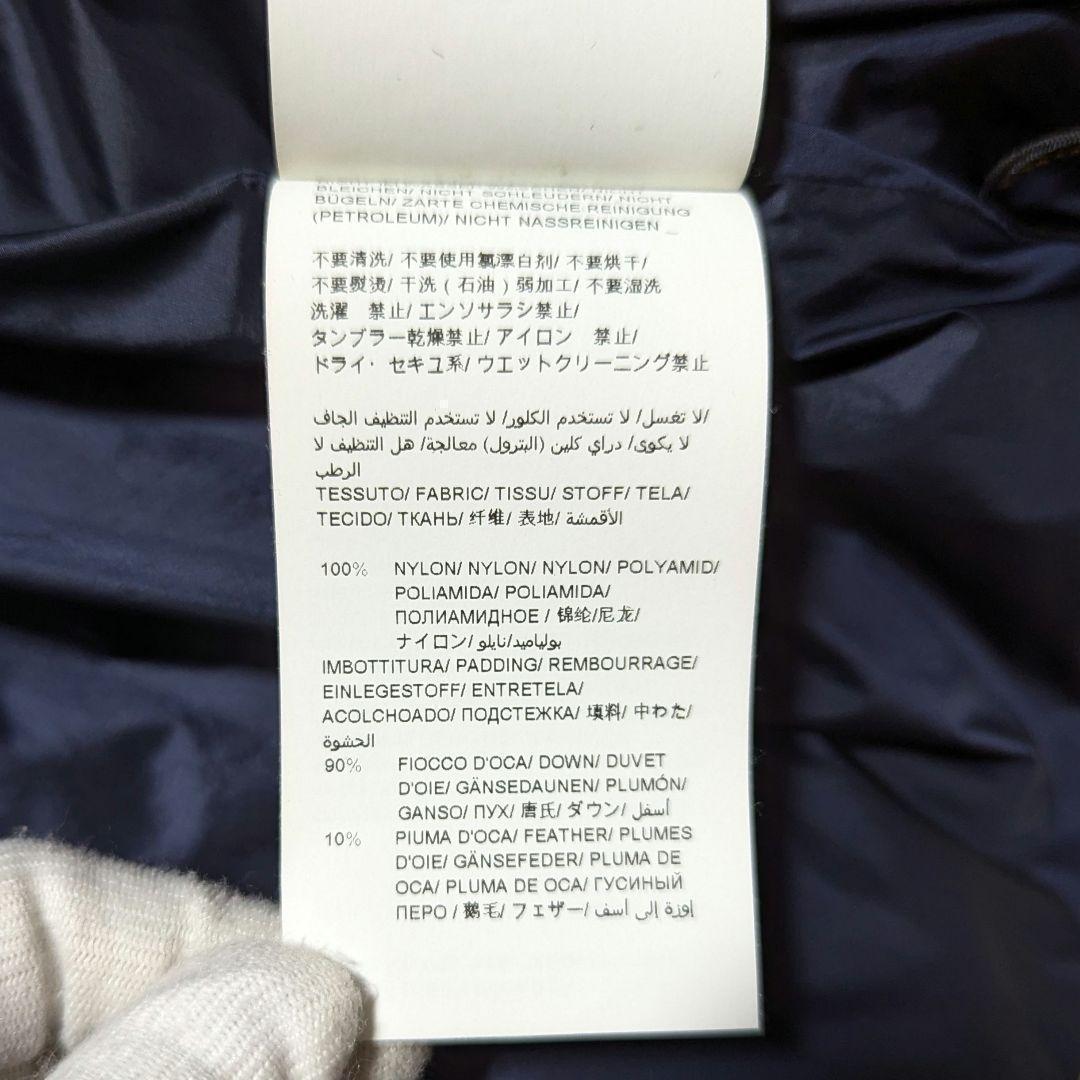 BLEICHEN/ NICHT SCHLEUDERN/ NICHT
BÜGELN/ ZARTE CHEMISCHE REINIGUNG
(PETROLEUM)/ NICHT NASSREINIGEN _
不要清洗/ 不要使用氯漂白剂/ 不要烘干/
不要熨烫/ 干洗 ( 石油 ) 弱加工/ 不要湿洗
洗濯　禁止/ エンソサラシ禁止/
タンブラー乾燥禁止/ アイロン　禁止/
ドライ・ セキユ系/ ウエットクリーニング禁止
لا تغسل/ لا تستخدم الكلور/ لا تستخدم التنظيف الجاف/
لا يكوى/ دراي كلين (البترول) معالجة/ هل التنظيف لا
الرطب
TESSUTO/ FABRIC/ TISSU/ STOFF/ TELA/
TECIDO/ ТКАНЬ/ 纤维/ 表地/ الأقمشة
100% NYLON/ NYLON/ NYLON/ POLYAMID/
POLIAMIDA/ POLIAMIDA/
ПОЛИАМИДНОЕ / 锦纶/尼龙/
ナイロン/ بولياميد/نايلو
IMBOTTITURA/ PADDING/ REMBOURRAGE/
EINLEGESTOFF/ ENTRETELA/
ACOLCHOADO/ ПОДСТЕЖКА/ 填料/ 中わた/
الحشوة
90% FIOCCO D'OCA/ DOWN/ DUVET
D'OIE/ GÄNSEDAUNEN/ PLUMÓN/
GANSO/ ПУХ/ 唐氏/ ダウン/ أسفل
10% PIUMA D'OCA/ FEATHER/ PLUMES
D'OIE/ GÄNSEFEDER/ PLUMA DE
OCA/ PLUMA DE OCA/ ГУСИНЫЙ
ПЕРО / 鹅毛/ フェザー/ إوزة إلى أسف